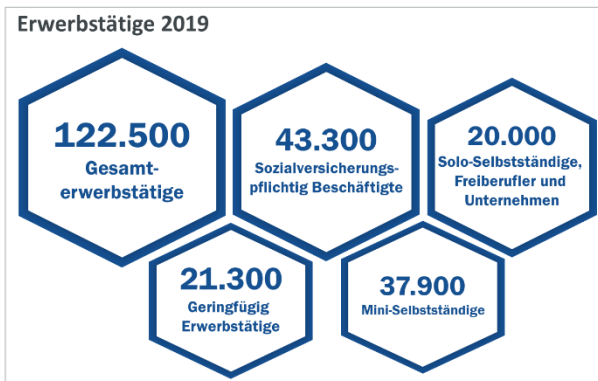 Erwerbstätige 2019
122.500
Gesamt-
erwerbstätige
43.300
Sozialversicherungs-
pflichtig Beschäftigte
20.000
Solo-Selbstständige,
Freiberufler und
Unternehmen
21.300
Geringfügig
Erwerbstätige
37.900
Mini-Selbstständige